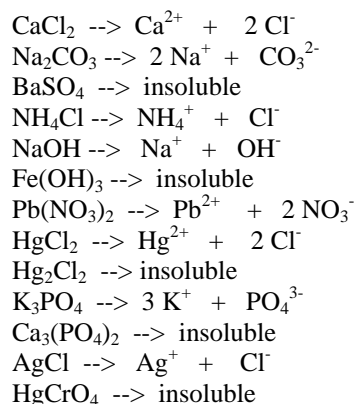 CaCl₂ --> Ca²⁺ + 2 Cl⁻
Na₂CO₃ --> 2 Na⁺ + CO₃²⁻
BaSO₄ --> insoluble
NH₄Cl --> NH₄⁺ + Cl⁻
NaOH --> Na⁺ + OH⁻
Fe(OH)₃ --> insoluble
Pb(NO₃)₂ --> Pb²⁺ + 2 NO₃⁻
HgCl₂ --> Hg²⁺ + 2 Cl⁻
Hg₂Cl₂ --> insoluble
K₃PO₄ --> 3 K⁺ + PO₄³⁻
Ca₃(PO₄)₂ --> insoluble
AgCl --> Ag⁺ + Cl⁻
HgCrO₄ --> insoluble